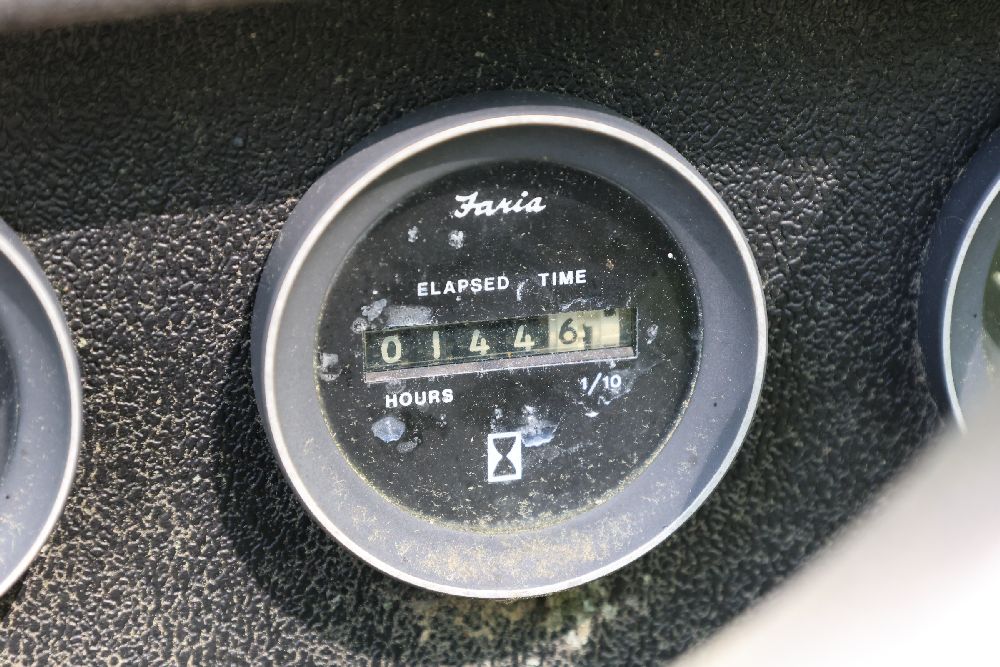 Faria
ELAPSED TIME
01446
HOURS 1/10